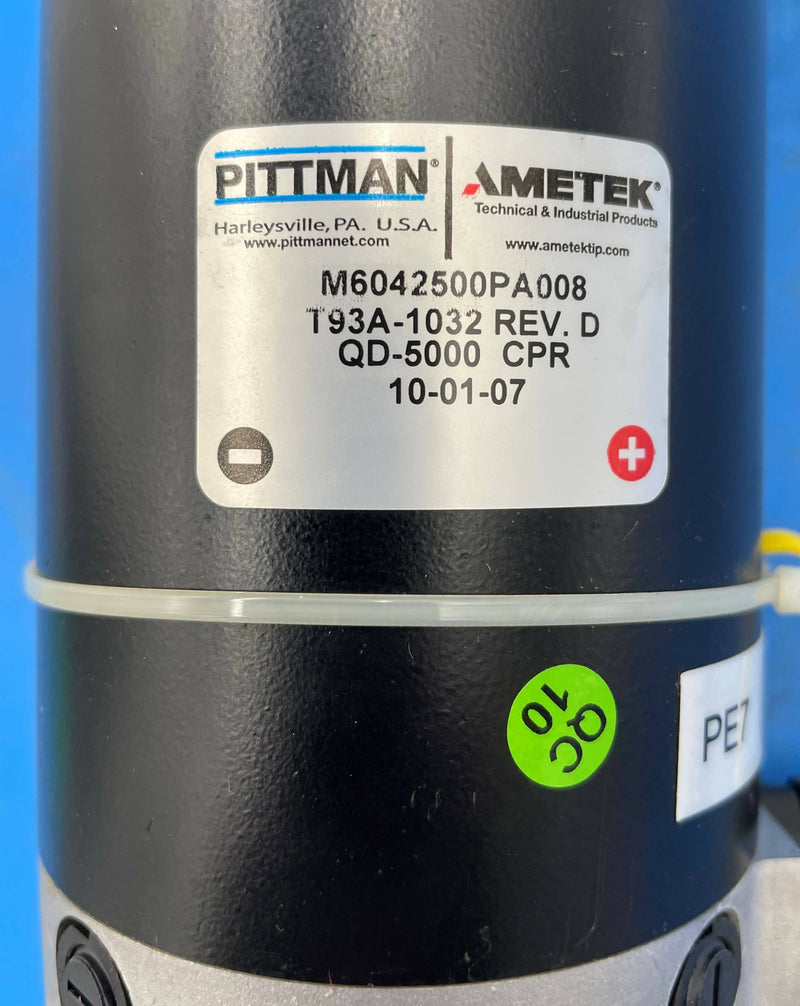 PITTMAN®
Harleysville, PA. U.S.A.
www.pittmannet.com
AMETEK®
Technical & Industrial Products
www.ametektip.com
M6042500PA008
T93A-1032 REV. D
QD-5000 CPR
10-01-07
QC
10
PE7